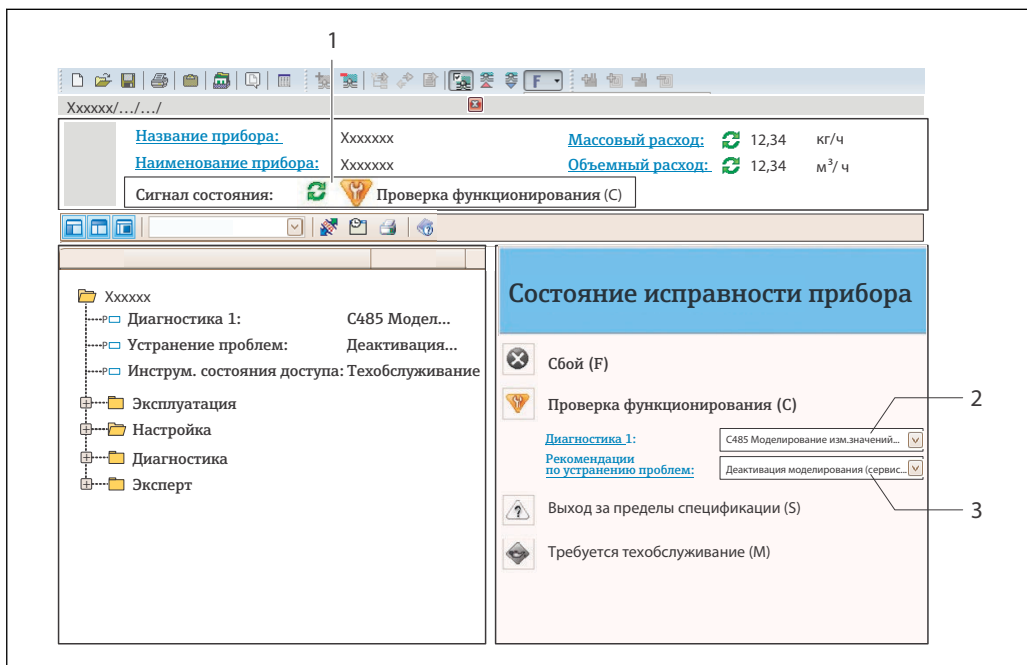 1
F
Xxxxxx/.../.../
Название прибора: Xxxxxxx Массовый расход: 12,34 кг/ч
Наименование прибора: Xxxxxxx Объемный расход: 12,34 м³/ ч
Сигнал состояния: Проверка функционирования (C)
Xxxxxx
P Диагностика 1: C485 Модел...
P Устранение проблем: Деактивация...
P Инструм. состояния доступа: Техобслуживание
Эксплуатация
Настройка
Диагностика
Эксперт
Состояние исправности прибора
Сбой (F)
Проверка функционирования (C)
2
Диагностика 1: C485 Моделирование изм.значений...
Рекомендации
по устранению проблем: Деактивация моделирования (сервис...
3
Выход за пределы спецификации (S)
Требуется техобслуживание (M)